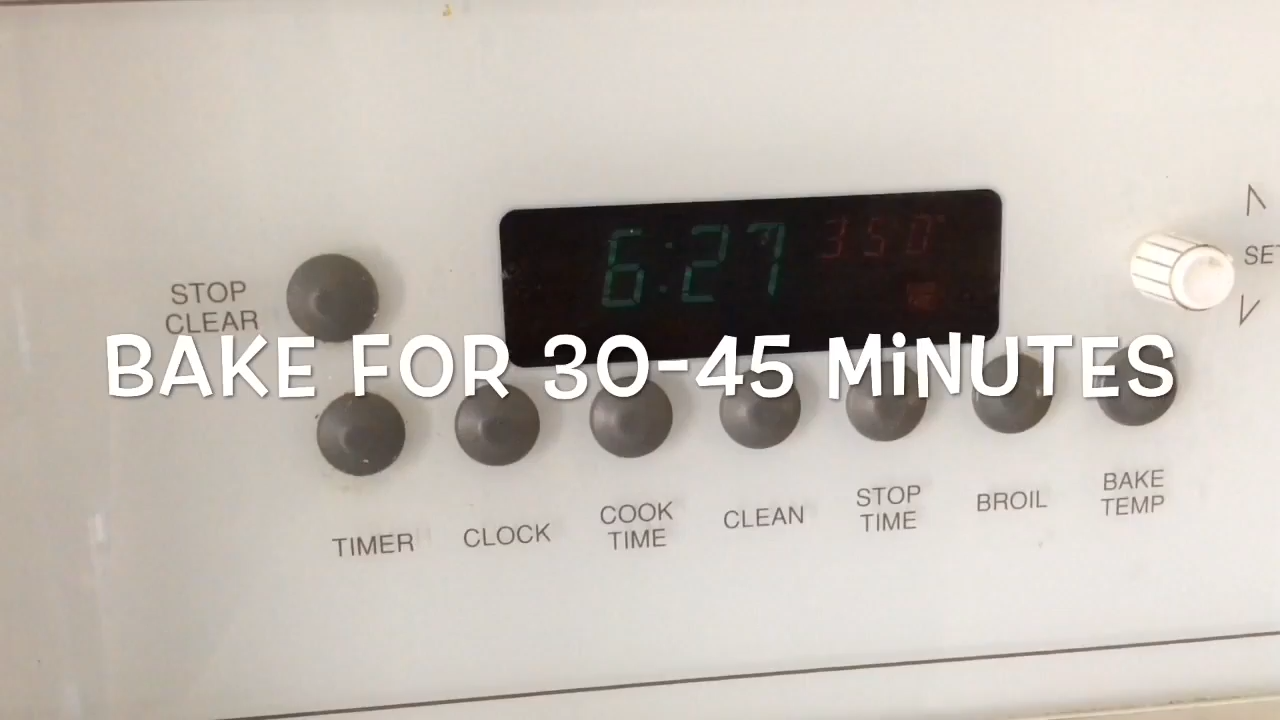 6:27 350°
STOP
CLEAR
BAKE FOR 30-45 MiNUTES
TIMER
CLOCK
COOK
TIME
CLEAN
STOP
TIME
BROIL
BAKE
TEMP